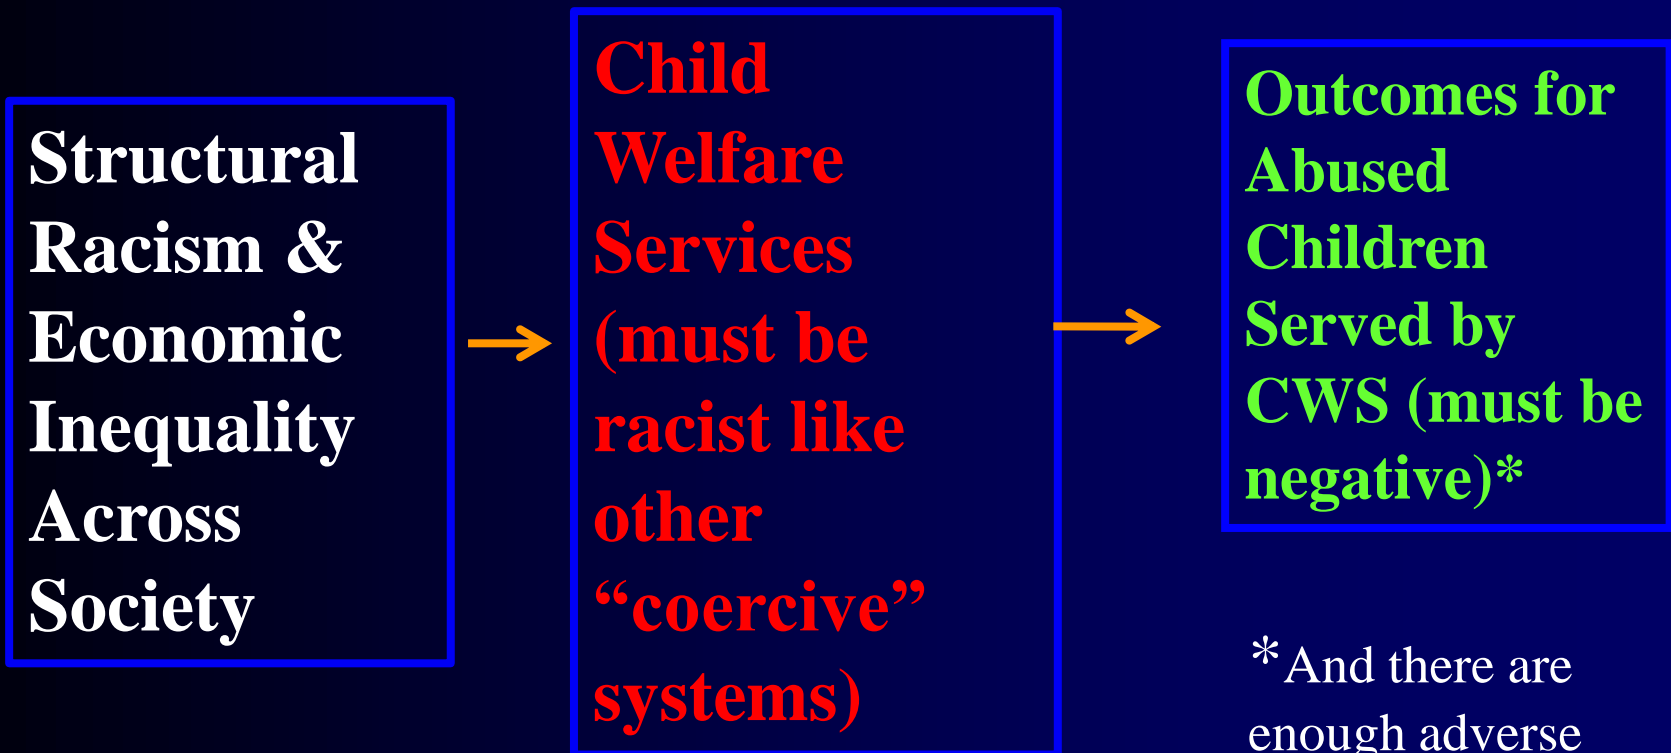 Structural
Racism &
Economic
Inequality
Across
Society
Child
Welfare
Services
(must be
racist like
other
“coercive”
systems)
Outcomes for
Abused
Children
Served by
CWS (must be
negative)*
*And there are
enough adverse